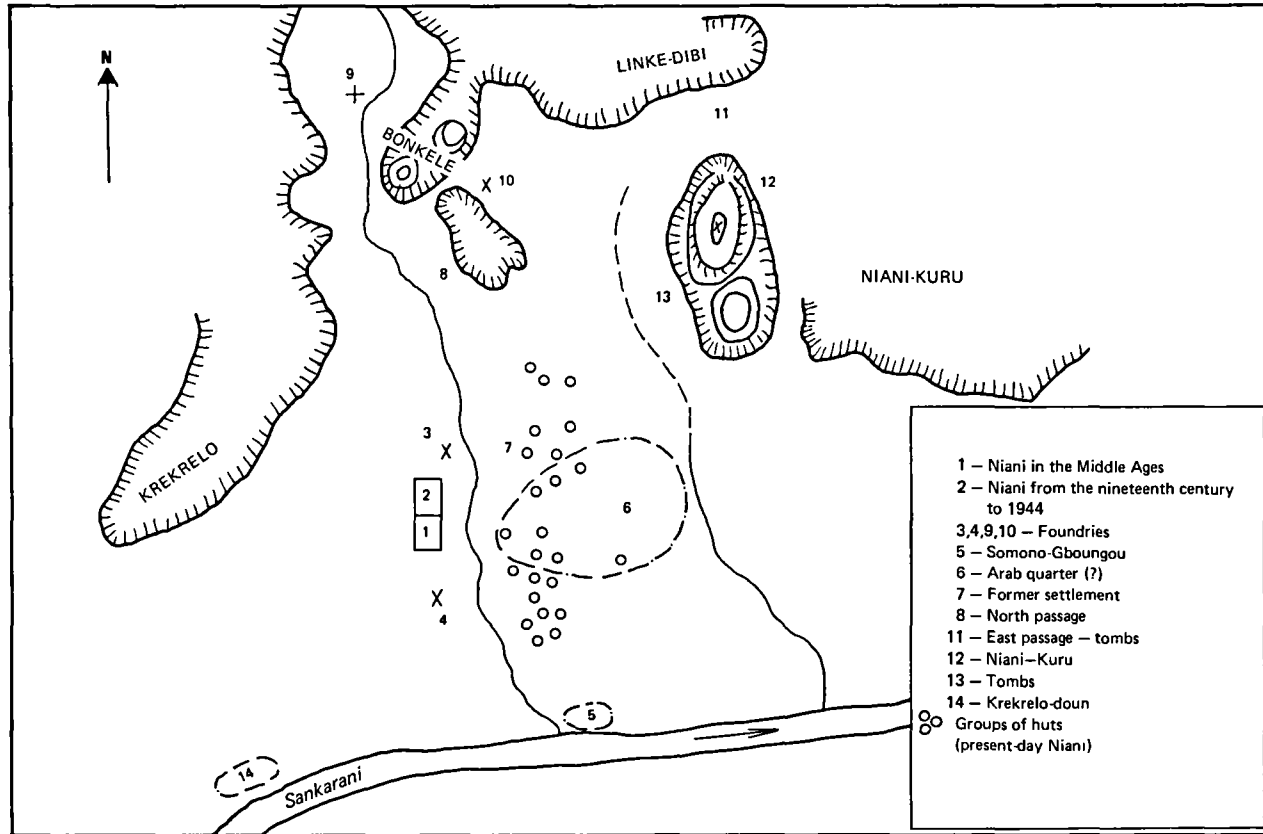 N
LINKE-DIBI
9
11
BONKELE
10
12
8
13
NIANI-KURU
3
7
KREKRELO
2
6
1
4
5
14
Sankarani
1 — Niani in the Middle Ages
2 — Niani from the nineteenth century
to 1944
3,4,9,10 — Foundries
5 — Somono-Gboungou
6 — Arab quarter (?)
7 — Former settlement
8 — North passage
11 — East passage — tombs
12 — Niani—Kuru
13 — Tombs
14 — Krekrelo-doun
Groups of huts
(present-day Niani)